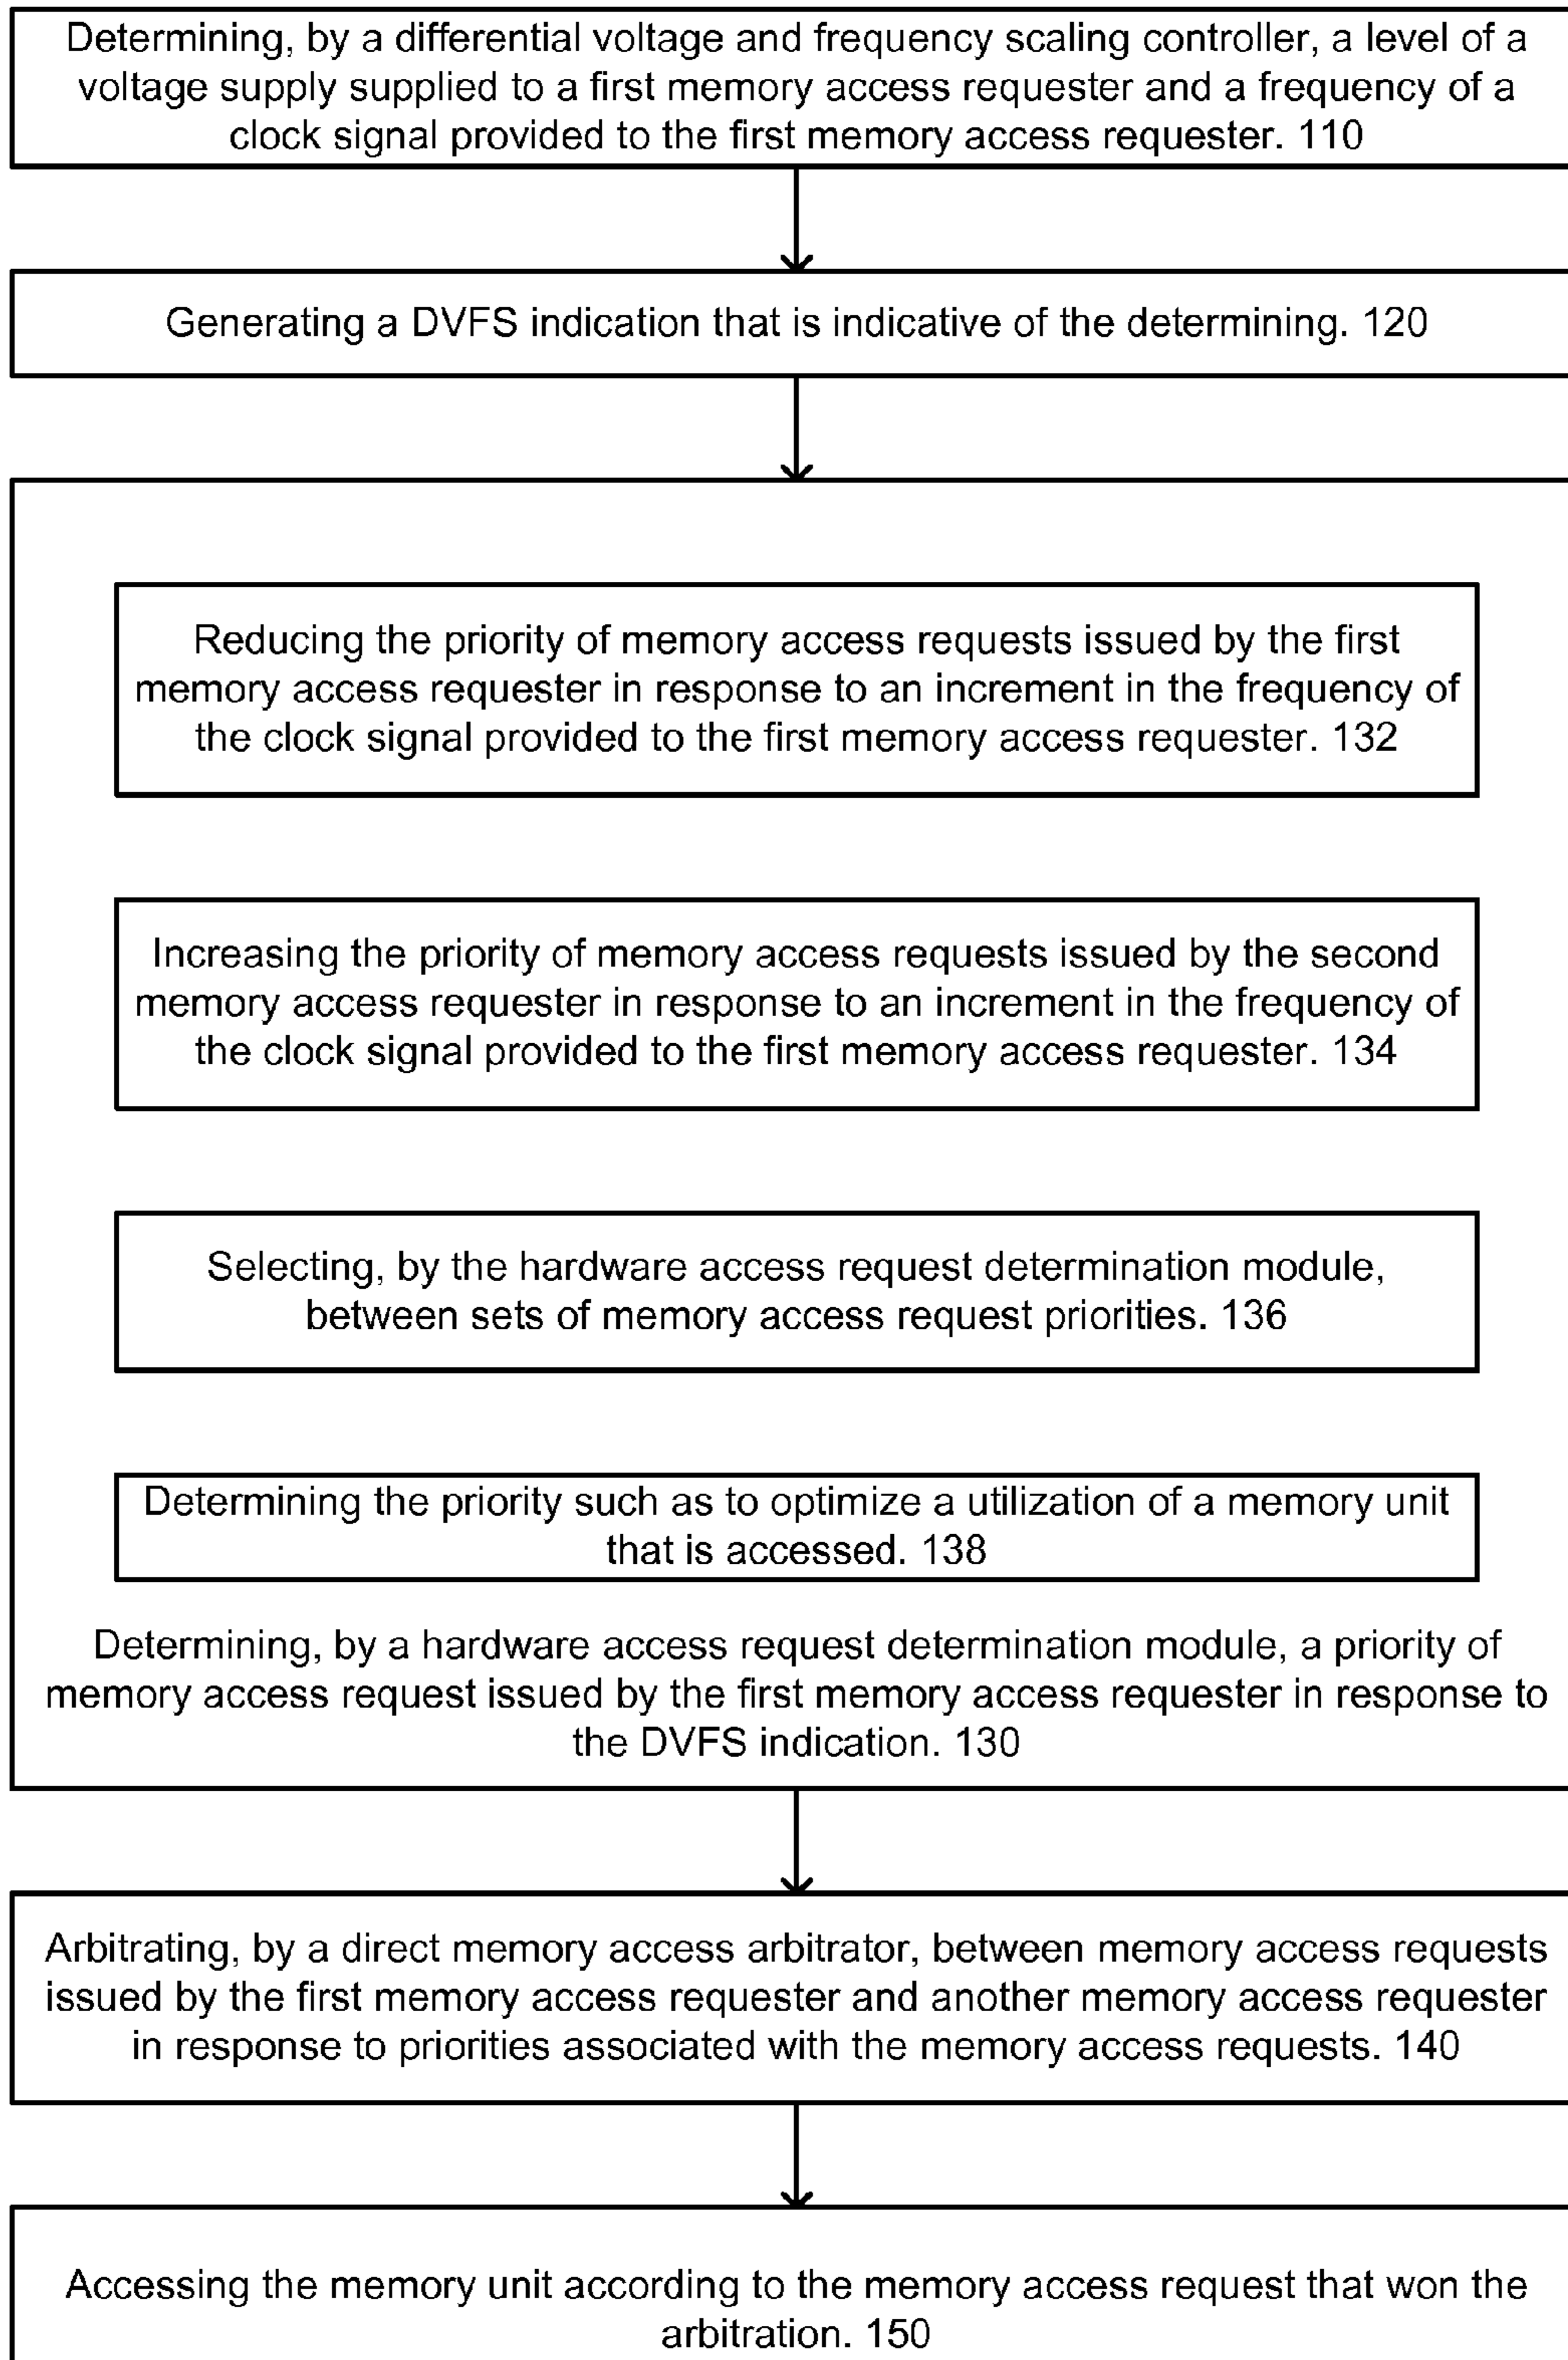 Determining, by a differential voltage and frequency scaling controller, a level of a
voltage supply supplied to a first memory access requester and a frequency of a
clock signal provided to the first memory access requester. 110
Generating a DVFS indication that is indicative of the determining. 120
Reducing the priority of memory access requests issued by the first
memory access requester in response to an increment in the frequency of
the clock signal provided to the first memory access requester. 132
Increasing the priority of memory access requests issued by the second
memory access requester in response to an increment in the frequency of
the clock signal provided to the first memory access requester. 134
Selecting, by the hardware access request determination module,
between sets of memory access request priorities. 136
Determining the priority such as to optimize a utilization of a memory unit
that is accessed. 138
Determining, by a hardware access request determination module, a priority of
memory access request issued by the first memory access requester in response to
the DVFS indication. 130
Arbitrating, by a direct memory access arbitrator, between memory access requests
issued by the first memory access requester and another memory access requester
in response to priorities associated with the memory access requests. 140
Accessing the memory unit according to the memory access request that won the
arbitration. 150